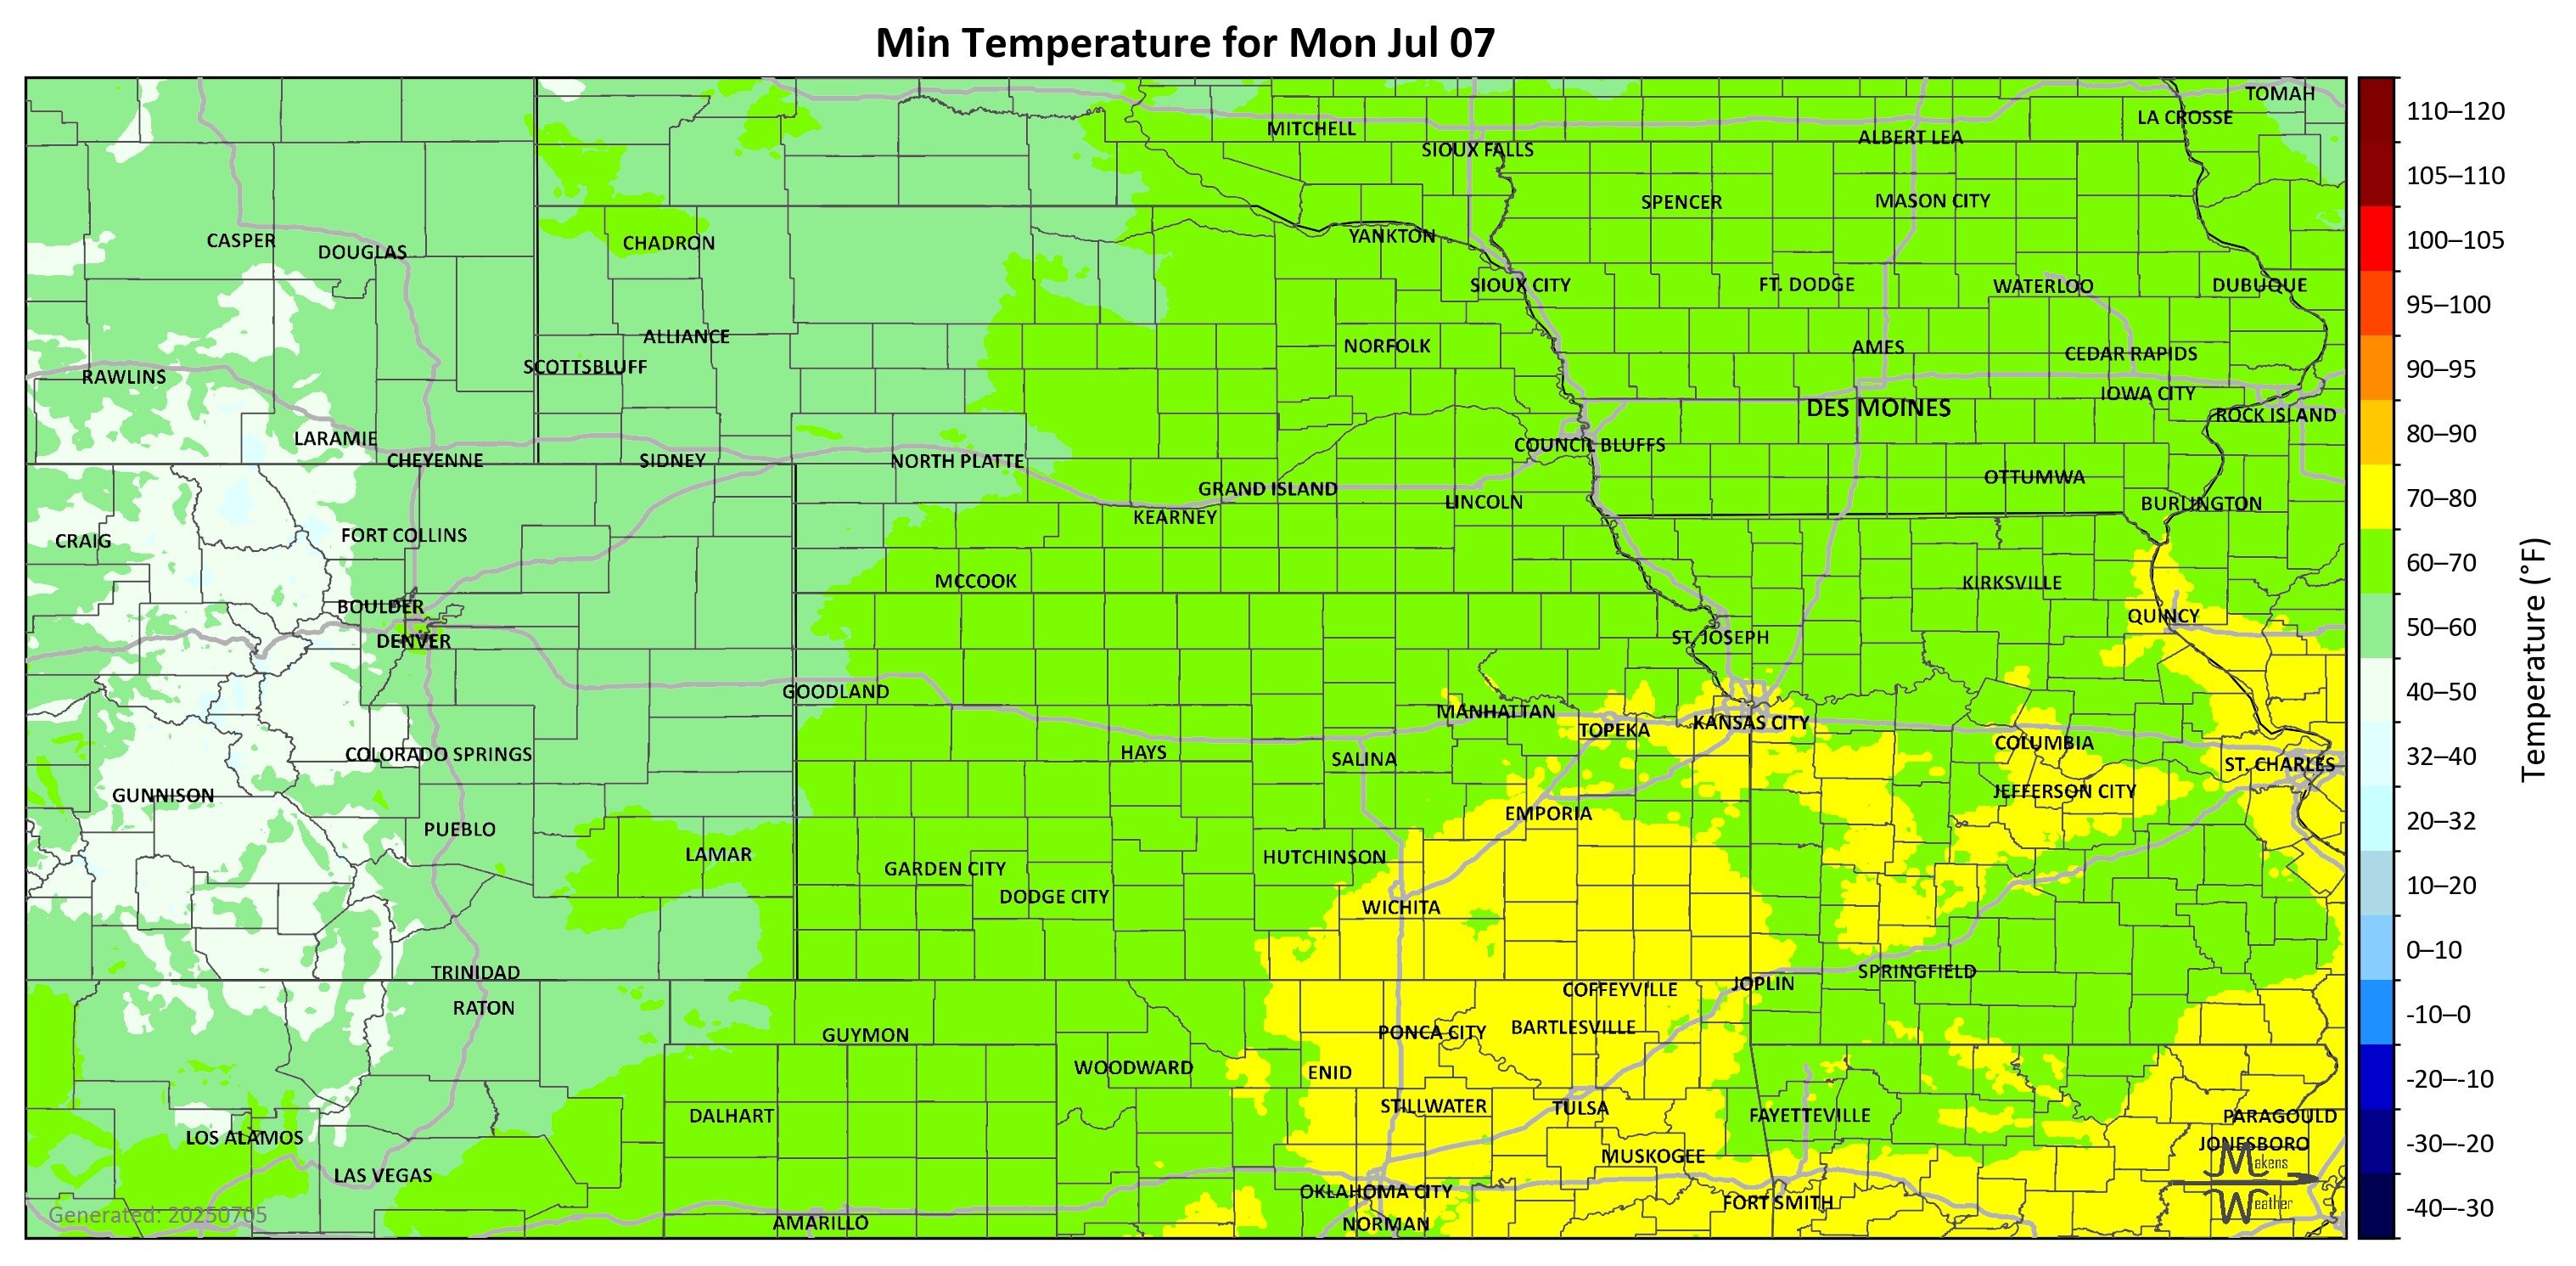 Min Temperature for Mon Jul 07
TOMAH
LA CROSSE
MITCHELL
ALBERT LEA
SIOUX FALLS
SPENCER
MASON CITY
CASPER
DOUGLAS
CHADRON
YANKTON
SIOUX CITY
FT. DODGE
WATERLOO
DUBUQUE
ALLIANCE
NORFOLK
AMES
CEDAR RAPIDS
SCOTTSBLUFF
RAWLINS
IOWA CITY
DES MOINES
ROCK ISLAND
LARAMIE
COUNCIL BLUFFS
CHEYENNE
SIDNEY
NORTH PLATTE
OTTUMWA
GRAND ISLAND
LINCOLN
BURLINGTON
KEARNEY
FORT COLLINS
CRAIG
MCCOOK
KIRKSVILLE
BOULDER
QUINCY
DENVER
ST. JOSEPH
GOODLAND
MANHATTAN
KANSAS CITY
TOPEKA
COLUMBIA
COLORADO SPRINGS
HAYS
SALINA
ST. CHARLES
JEFFERSON CITY
GUNNISON
EMPORIA
PUEBLO
LAMAR
HUTCHINSON
GARDEN CITY
DODGE CITY
WICHITA
TRINIDAD
SPRINGFIELD
JOPLIN
COFFEYVILLE
RATON
BARTLESVILLE
PONCA CITY
GUYMON
WOODWARD
ENID
STILLWATER
TULSA
DALHART
FAYETTEVILLE
PARAGOULD
LOS ALAMOS
JONESBORO
MUSKOGEE
LAS VEGAS
OKLAHOMA CITY
FORT SMITH
AMARILLO
NORMAN
Generated: 20250705
Makens
Weather
110–120
105–110
100–105
95–100
90–95
80–90
70–80
60–70
50–60
40–50
32–40
20–32
10–20
0–10
-10–0
-20–-10
-30–-20
-40–-30
Temperature (°F)